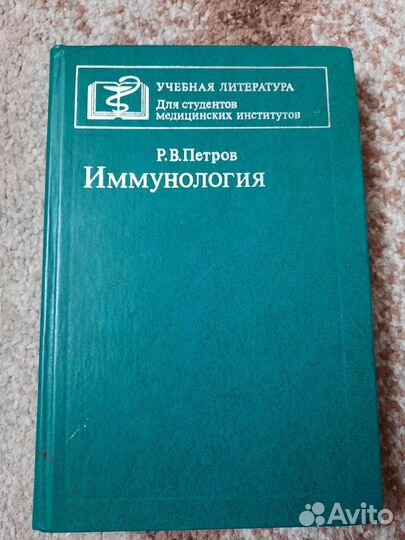 УЧЕБНАЯ ЛИТЕРАТУРА
Для студентов
медицинских институтов
Р.В.Петров
Иммунология
Avito